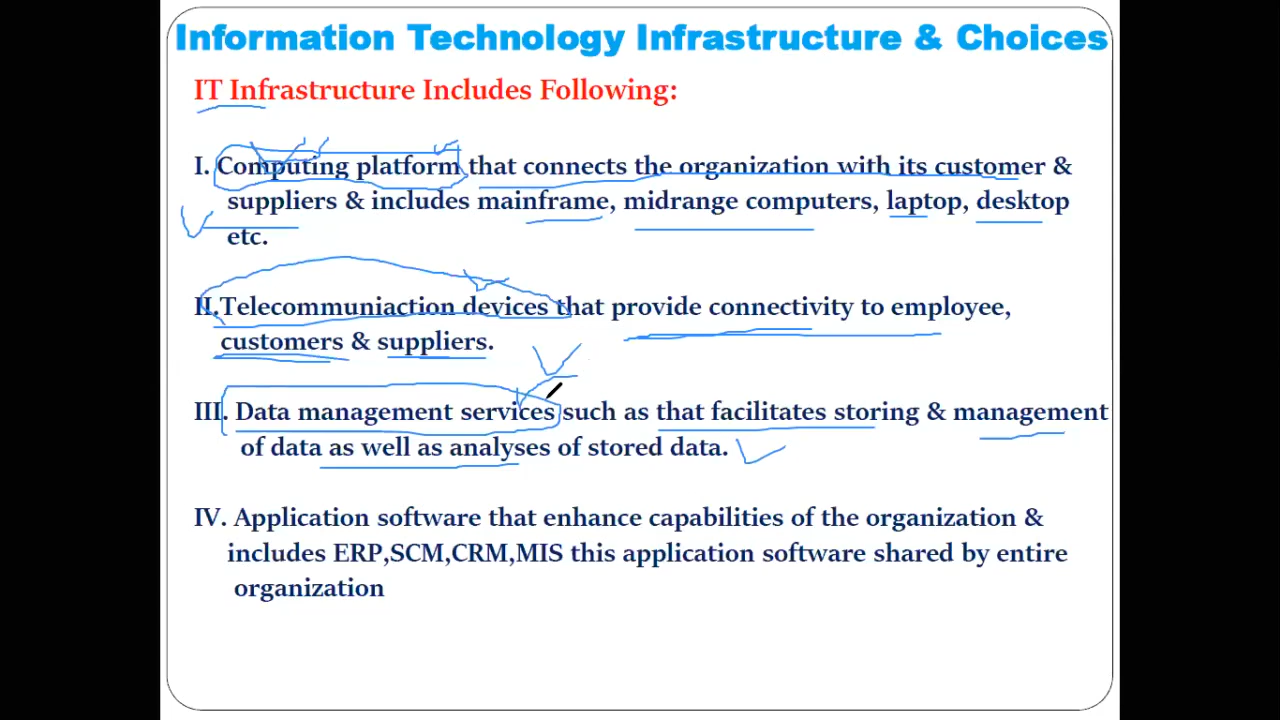 Information Technology Infrastructure & Choices
IT Infrastructure Includes Following:
I. Computing platform that connects the organization with its customer &
suppliers & includes mainframe, midrange computers, laptop, desktop
etc.
II.Telecommuniaction devices that provide connectivity to employee,
customers & suppliers.
III. Data management services such as that facilitates storing & management
of data as well as analyses of stored data.
IV. Application software that enhance capabilities of the organization &
includes ERP,SCM,CRM,MIS this application software shared by entire
organization